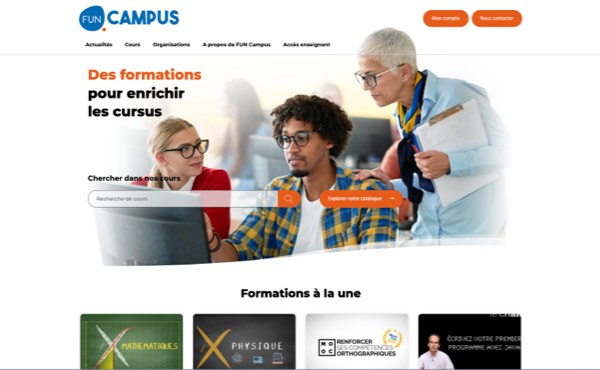 FUN CAMPUS
Mon compte
Nous contacter
Actualités
Cours
Organisations
A propos de FUN Campus
Accès enseignant
Des formations
pour enrichir
les cursus
Chercher dans nos cours
Recherche de cours
Explorer notre catalogue
Formations à la une
MATHEMATIQUES
PHYSIQUE
MOOC
RENFORCER
SES COMPÉTENCES
ORTHOGRAPHIQUES
ÉCRIVEZ VOTRE PREMIER
PROGRAMME AVEC JAVA